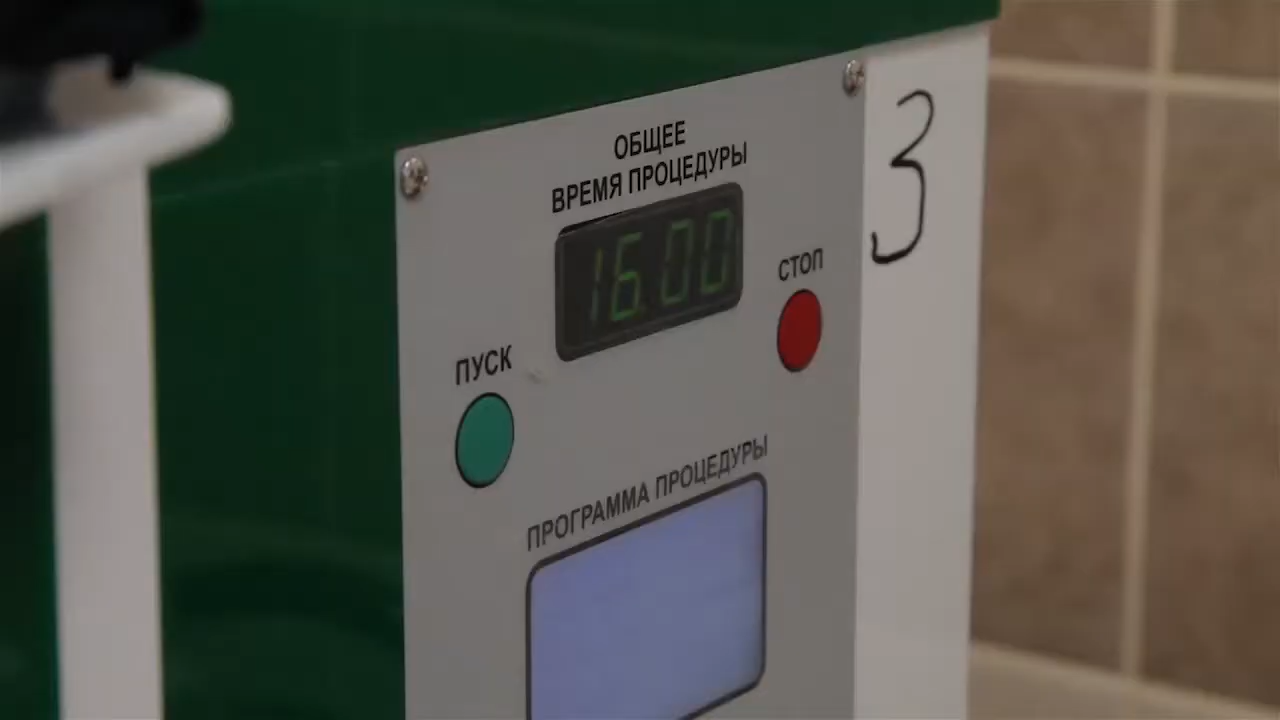 ОБЩЕЕ
ВРЕМЯ ПРОЦЕДУРЫ
16.00
3
СТОП
ПУСК
ПРОГРАММА ПРОЦЕДУРЫ